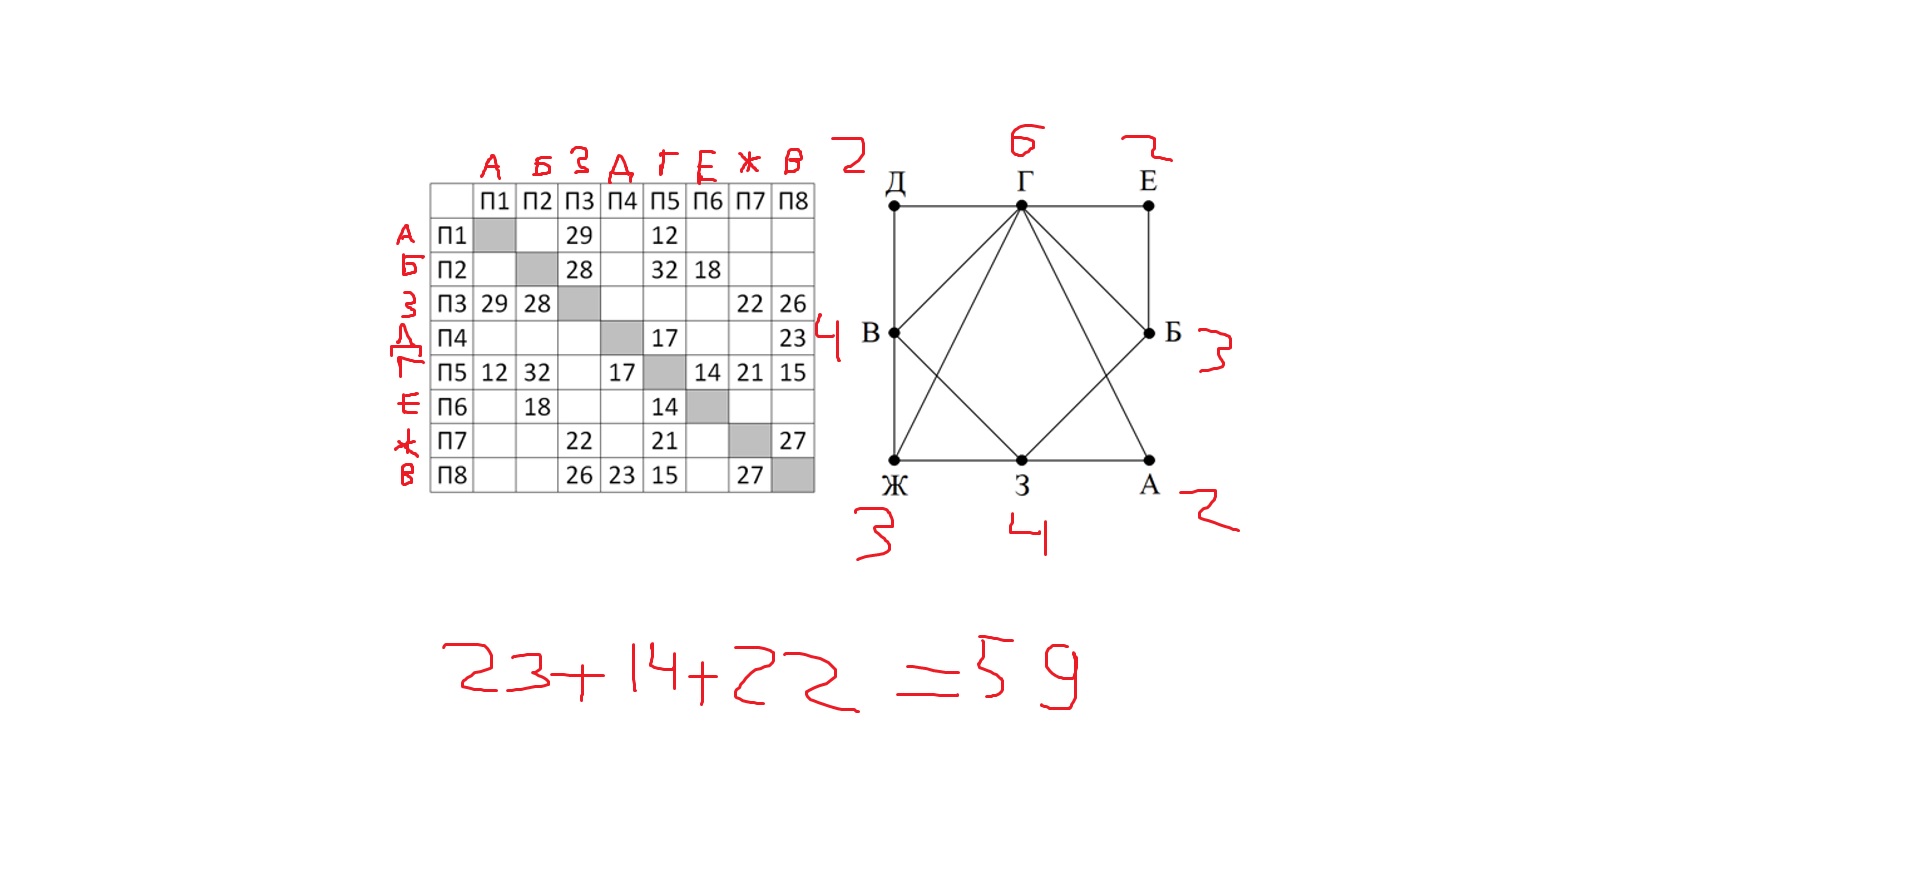 А Б З Д Г Е Ж В
П1 П2 П3 П4 П5 П6 П7 П8
А П1 29 12
Б П2 28 32 18
З П3 29 28 22 26
Д П4 17 23
Г П5 12 32 17 14 21 15
Е П6 18 14
Ж П7 22 21 27
В П8 26 23 15 27
2 6 2
Д Г Е
4 В Б 3
Ж З А 2
3 4
23+14+22=59